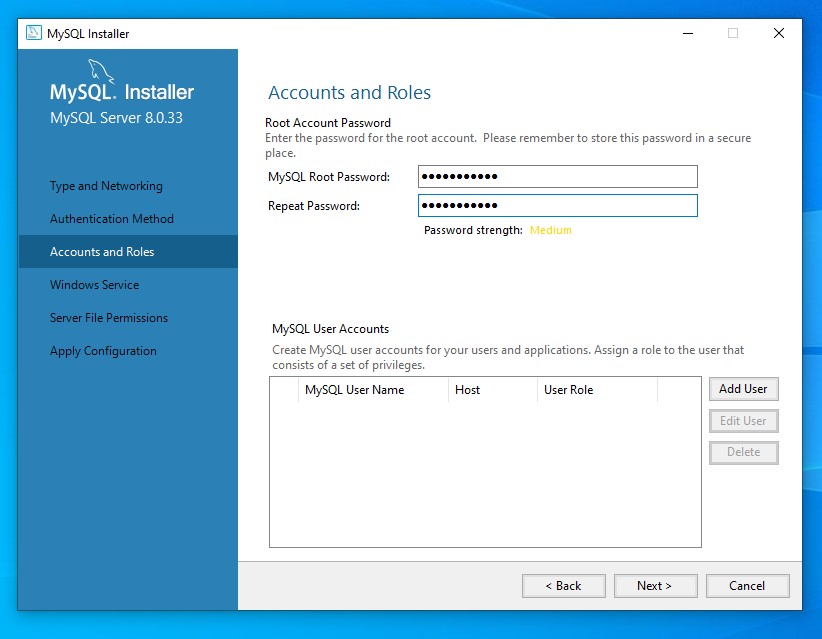 MySQL Installer
MySQL. Installer
MySQL Server 8.0.33
Type and Networking
Authentication Method
Accounts and Roles
Windows Service
Server File Permissions
Apply Configuration
Accounts and Roles
Root Account Password
Enter the password for the root account.  Please remember to store this password in a secure
place.
MySQL Root Password: ●●●●●●●●●●●
Repeat Password: ●●●●●●●●●●●
Password strength: Medium
MySQL User Accounts
Create MySQL user accounts for your users and applications. Assign a role to the user that
consists of a set of privileges.
MySQL User Name Host User Role
Add User
Edit User
Delete
< Back Next > Cancel